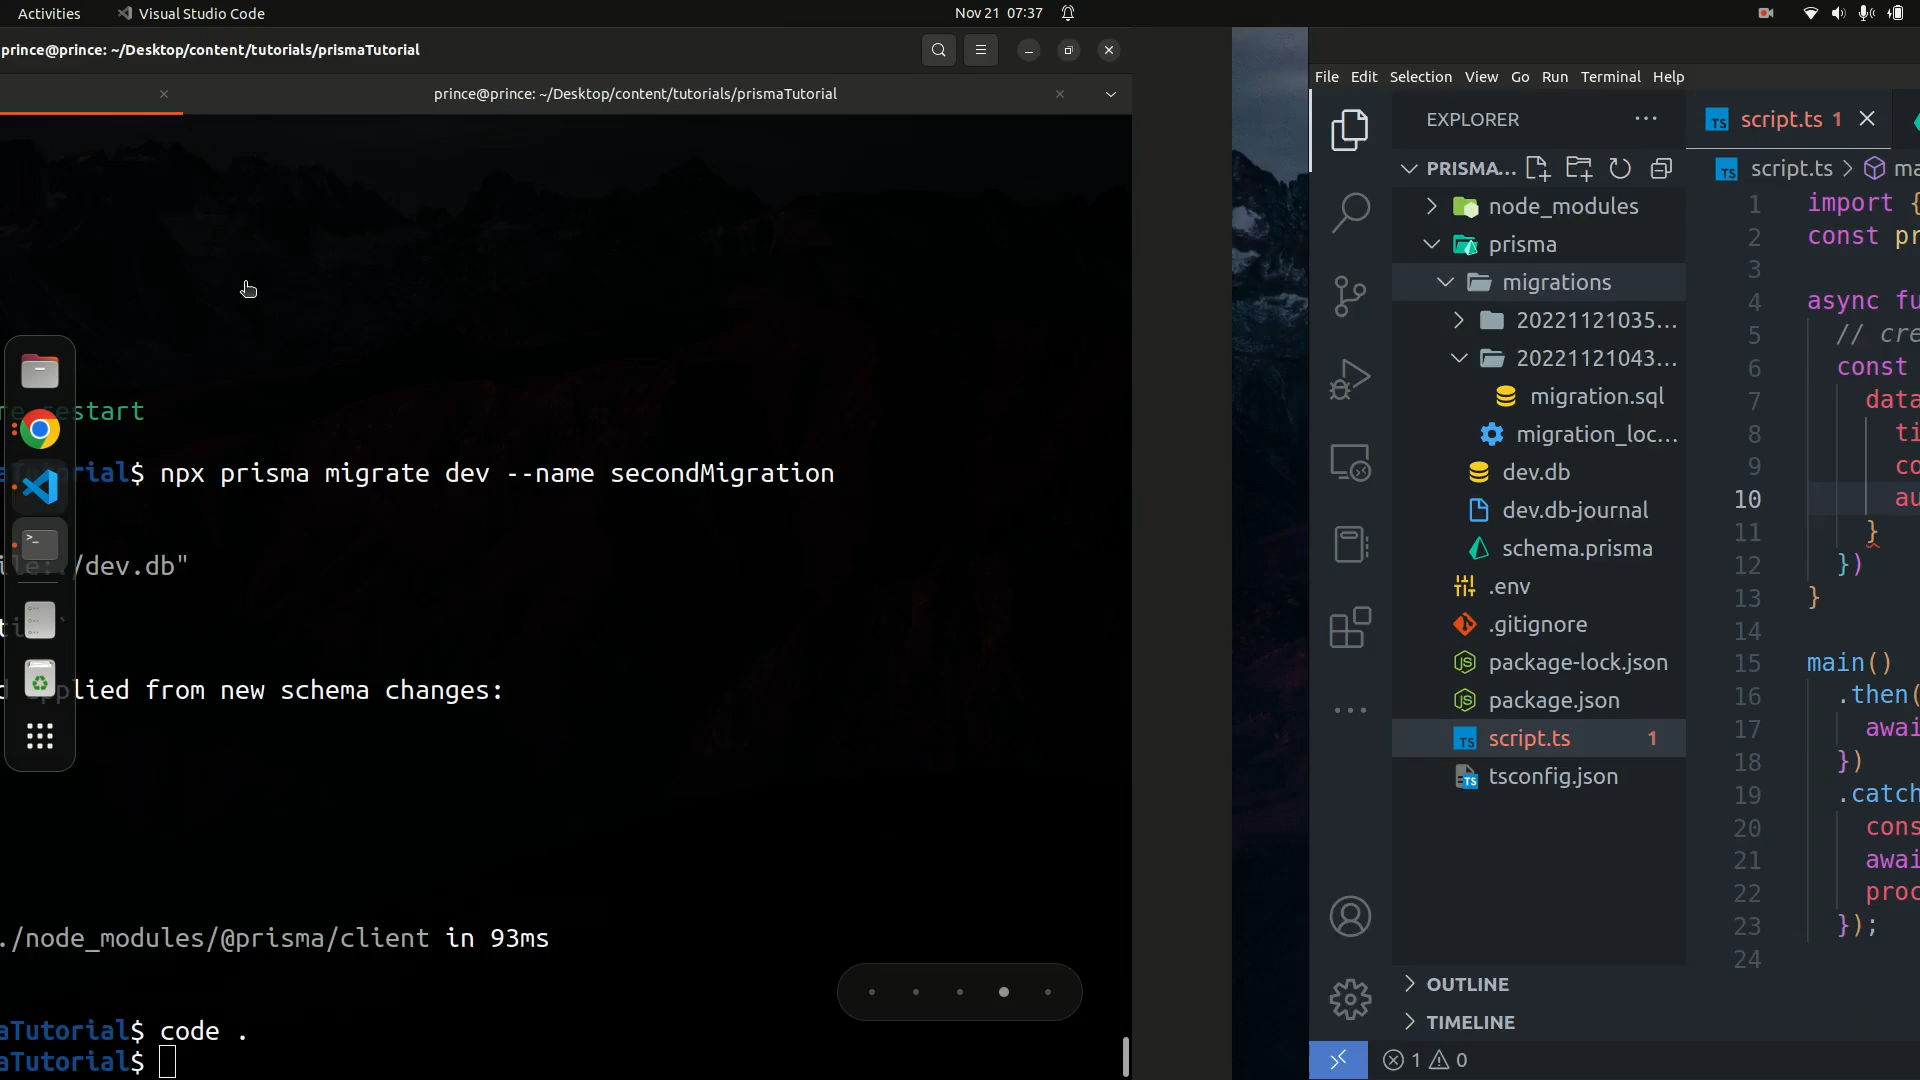 Activities Visual Studio Code Nov 21 07:37
prince@prince: ~/Desktop/content/tutorials/prismaTutorial
prince@prince: ~/Desktop/content/tutorials/prismaTutorial
restart
$ npx prisma migrate dev --name secondMigration
/dev.db"
applied from new schema changes:
./node_modules/@prisma/client in 93ms
aTutorial$ code .
aTutorial$
File Edit Selection View Go Run Terminal Help
EXPLORER
PRISMA...
node_modules
prisma
migrations
20221121035...
20221121043...
migration.sql
migration_loc...
dev.db
dev.db-journal
schema.prisma
.env
.gitignore
package-lock.json
package.json
script.ts 1
tsconfig.json
OUTLINE
TIMELINE
1 0
script.ts 1
script.ts > ma
1 import {
2 const pr
3
4 async fu
5 // cre
6 const
7 data
8 ti
9 co
10 au
11 }
12 })
13 }
14
15 main()
16 .then(
17 awai
18 })
19 .catch
20 cons
21 awai
22 proc
23 });
24